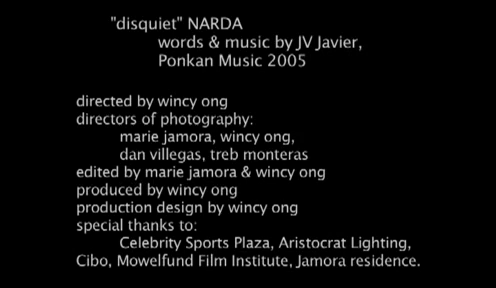 "disquiet" NARDA
words & music by JV Javier,
Ponkan Music 2005
directed by wincy ong
directors of photography:
marie jamora, wincy ong,
dan villegas, treb monteras
edited by marie jamora & wincy ong
produced by wincy ong
production design by wincy ong
special thanks to:
Celebrity Sports Plaza, Aristocrat Lighting,
Cibo, Mowelfund Film Institute, Jamora residence.